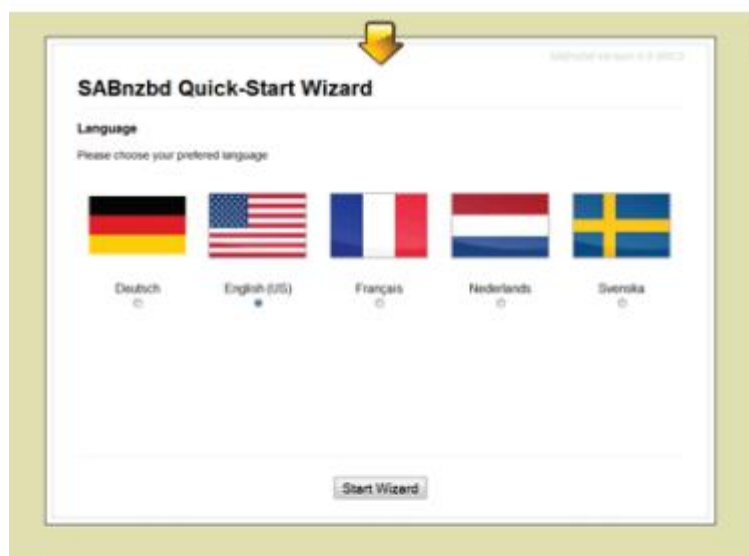 SABnzbd Quick-Start Wizard
Language
Please choose your prefered language
Deutsch English (US) Français Nederlands Svenska
Start Wizard